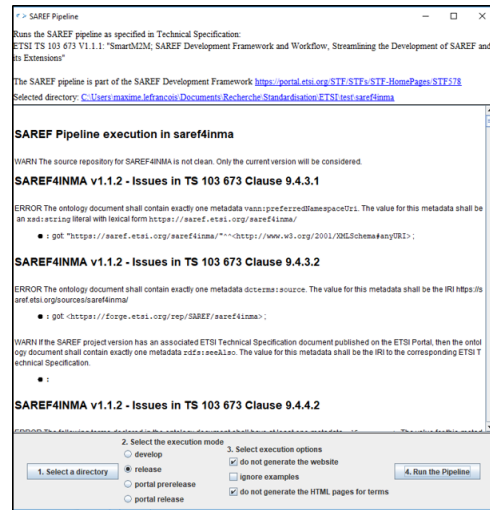 SAREF Pipeline
Runs the SAREF pipeline as specified in Technical Specification:
ETSI TS 103 673 V1.1.1: "SmartM2M; SAREF Development Framework and Workflow, Streamlining the Development of SAREF and
its Extensions"
The SAREF pipeline is part of the SAREF Development Framework https://portal.etsi.org/STF/STFs/STF-HomePages/STF578
Selected directory: C:\Users\maxime.lefrancois\Documents\Recherche\Standardisation\ETSI\test\saref4inma
SAREF Pipeline execution in saref4inma
WARN The source repository for SAREF4INMA is not clean. Only the current version will be considered.
SAREF4INMA v1.1.2 - Issues in TS 103 673 Clause 9.4.3.1
ERROR The ontology document shall contain exactly one metadata vann:preferredNamespaceUri. The value for this metadata shall be
an xsd:string literal with lexical form https://saref.etsi.org/saref4inma/
● : got "https://saref.etsi.org/saref4inma/"^^<http://www.w3.org/2001/XMLSchema#anyURI>;
SAREF4INMA v1.1.2 - Issues in TS 103 673 Clause 9.4.3.2
ERROR The ontology document shall contain exactly one metadata dcterms:source. The value for this metadata shall be the IRI https://s
aref.etsi.org/sources/saref4inma/
● : got <https://forge.etsi.org/rep/SAREF/saref4inma>;
WARN If the SAREF project version has an associated ETSI Technical Specification document published on the ETSI Portal, then the ontol
ogy document shall contain exactly one metadata rdfs:seeAlso. The value for this metadata shall be the IRI to the corresponding ETSI T
echnical Specification.
● :
SAREF4INMA v1.1.2 - Issues in TS 103 673 Clause 9.4.4.2
1. Select a directory
2. Select the execution mode
develop
release
portal prerelease
portal release
3. Select execution options
do not generate the website
ignore examples
do not generate the HTML pages for terms
4. Run the Pipeline